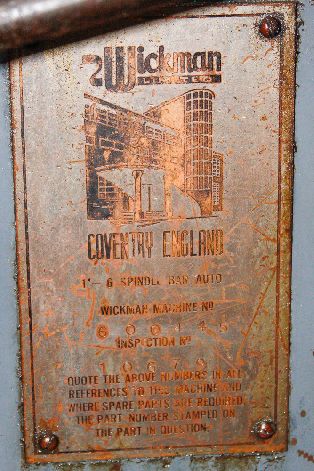 Wickman
LIMITED
COVENTRY ENGLAND
1"– 6 SPINDLE BAR AUTO
WICKMAN MACHINE Nº
INSPECTION Nº
QUOTE THE ABOVE NUMBERS IN ALL
REFERENCES TO THIS MACHINE AND
WHERE SPARE PARTS ARE REQUIRED,
THE PART NUMBER STAMPED ON
THE PART IN QUESTION.